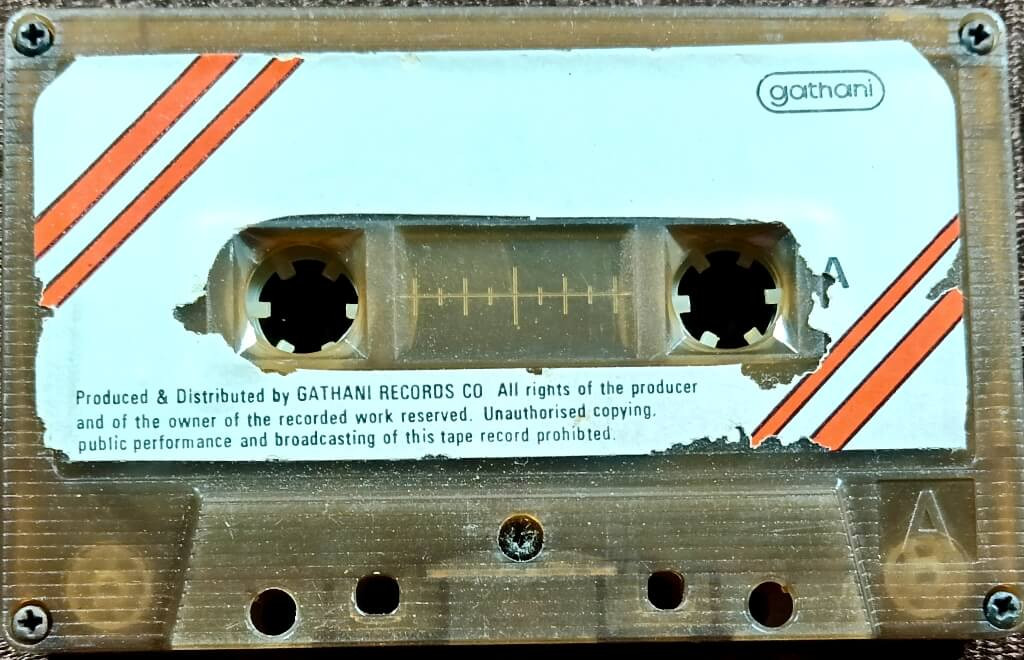 gathani
A
Produced & Distributed by GATHANI RECORDS CO All rights of the producer
and of the owner of the recorded work reserved. Unauthorised copying,
public performance and broadcasting of this tape record prohibted.
A